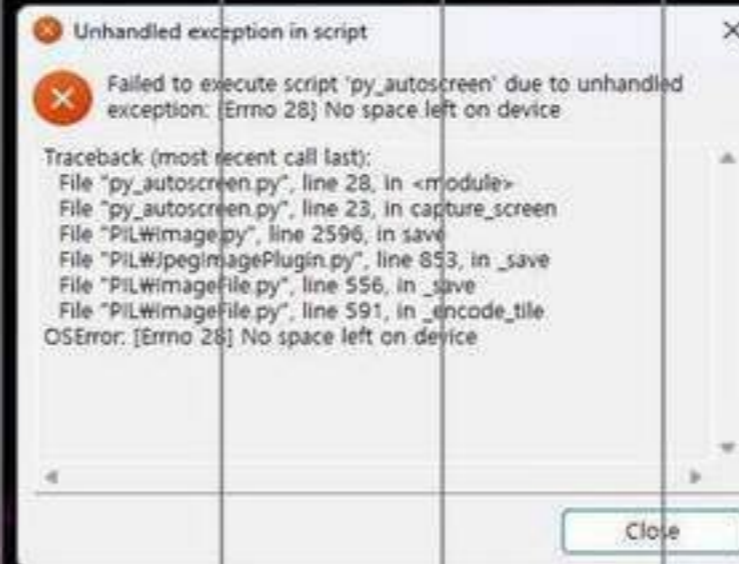 Unhandled exception in script
Failed to execute script 'py_autoscreen' due to unhandled
exception: [Errno 28] No space left on device
Traceback (most recent call last):
File "py_autoscreen.py", line 28, in <module>
File "py_autoscreen.py", line 23, in capture_screen
File "PIL₩Image.py", line 2596, in save
File "PIL₩JpegImagePlugin.py", line 853, in _save
File "PIL₩ImageFile.py", line 556, in _save
File "PIL₩ImageFile.py", line 591, in _encode_tile
OSError: [Errno 28] No space left on device
Close